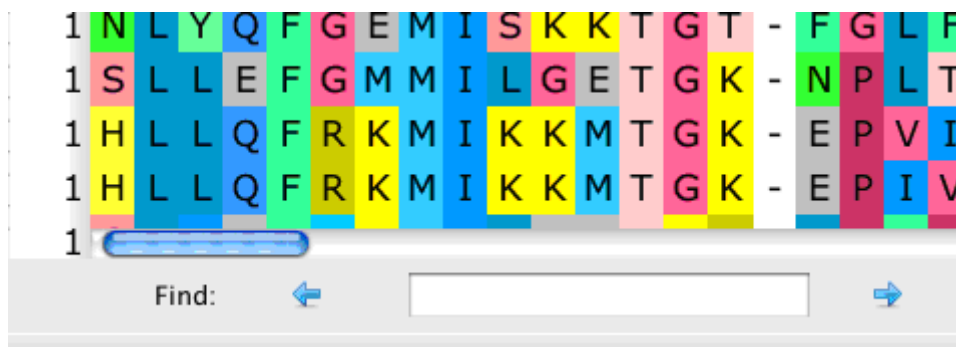 1 N L Y Q F G E M I S K K T G T - F G L F
1 S L L E F G M M I L G E T G K - N P L T
1 H L L Q F R K M I K K M T G K - E P V I
1 H L L Q F R K M I K K M T G K - E P I V
1
Find: